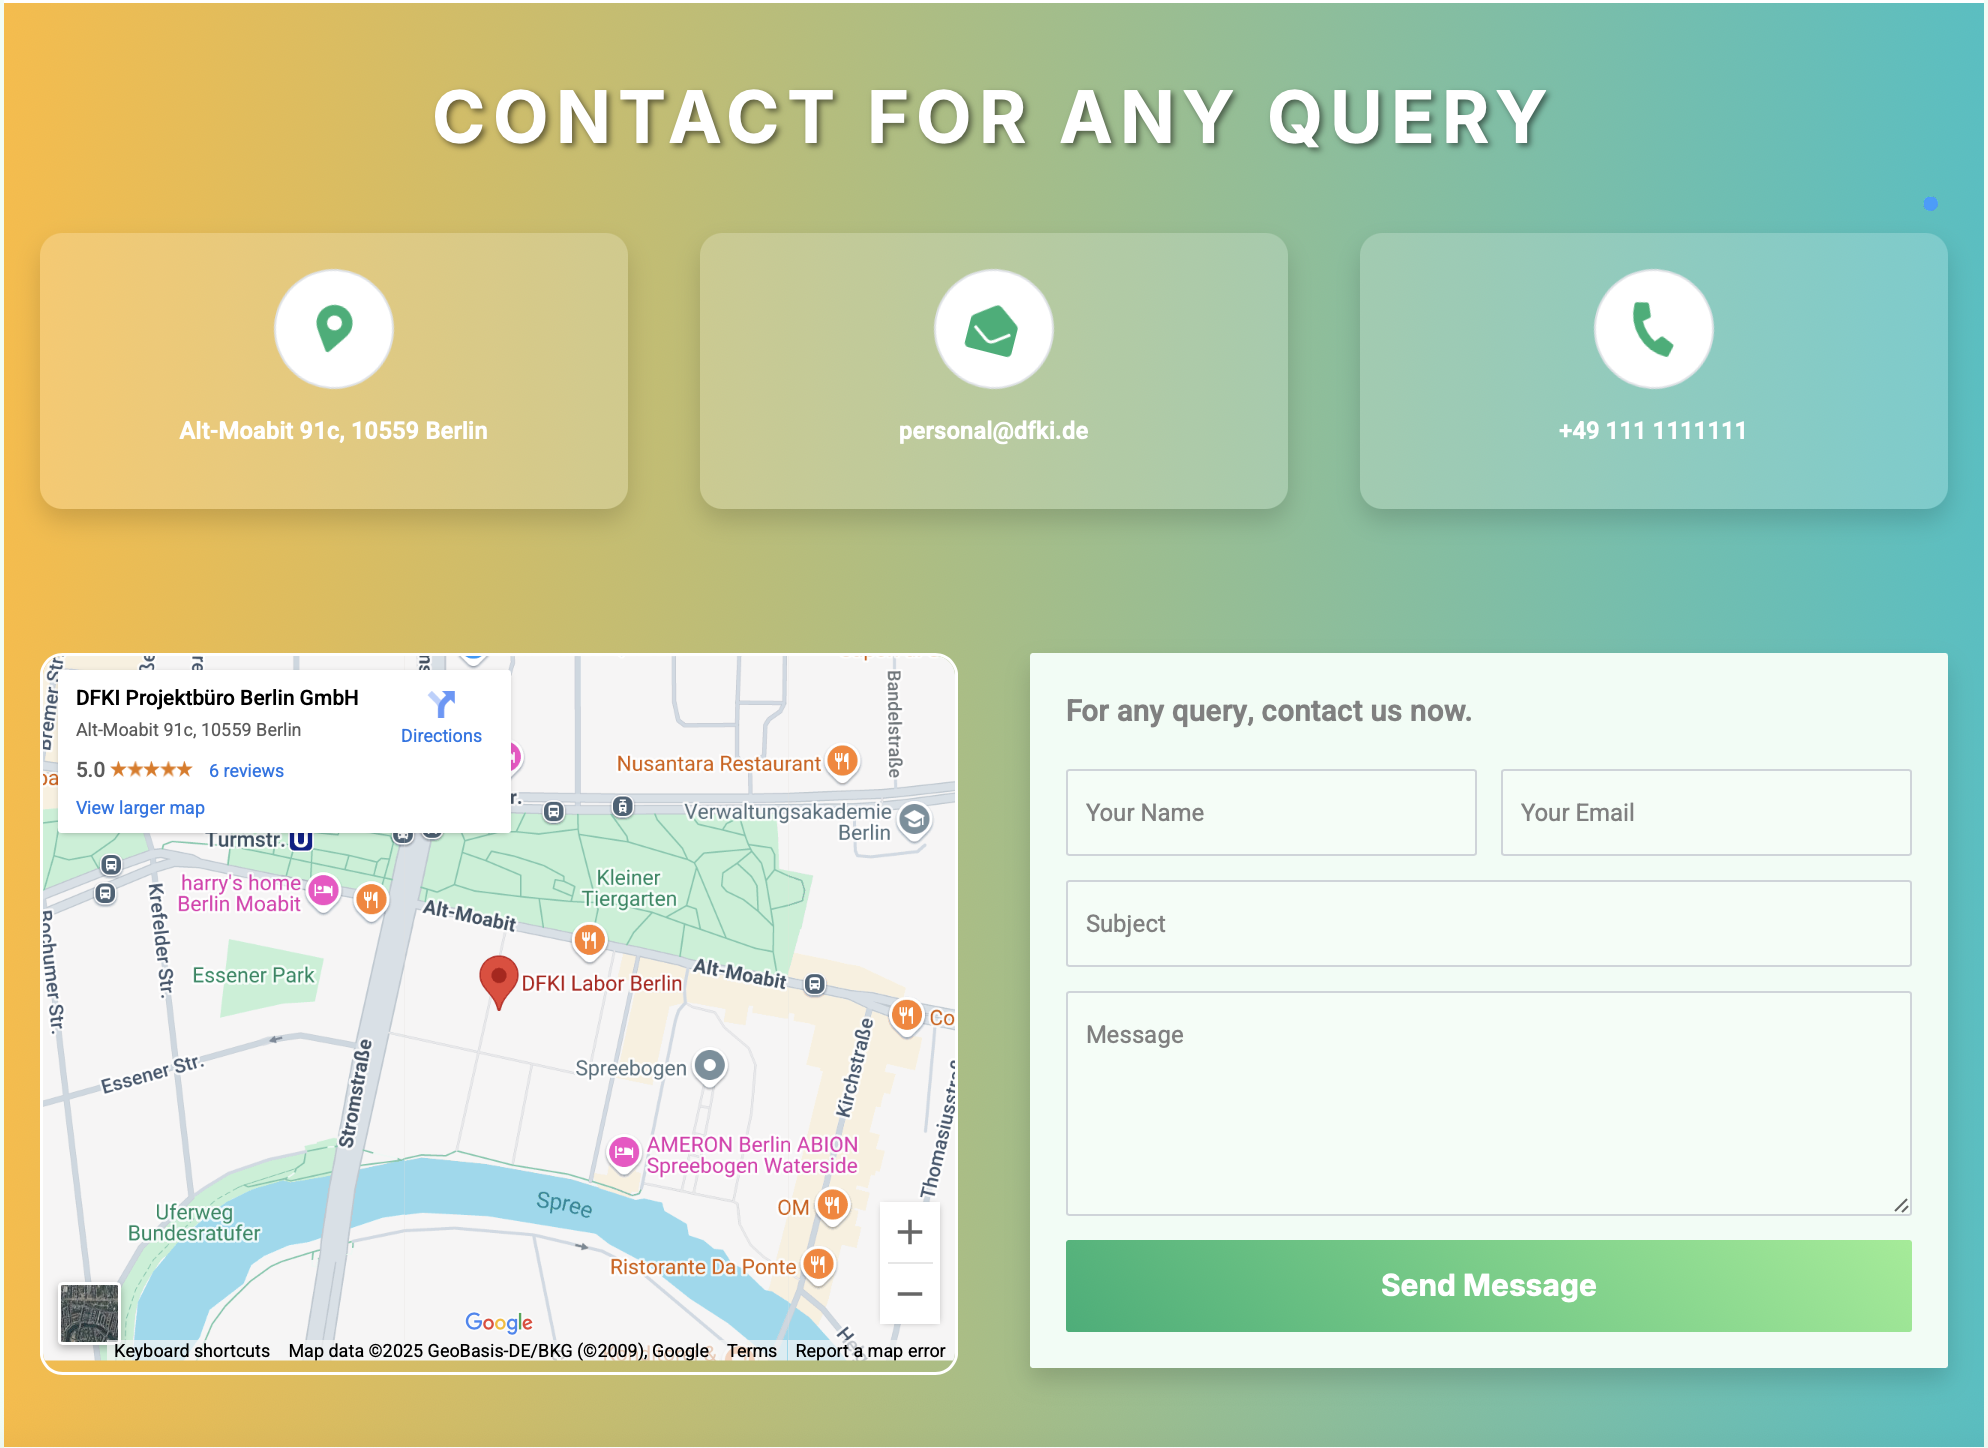 CONTACT FOR ANY QUERY
Alt-Moabit 91c, 10559 Berlin
personal@dfki.de
+49 111 1111111
DFKI Projektbüro Berlin GmbH
Alt-Moabit 91c, 10559 Berlin
Directions
5.0
6 reviews
View larger map
Bremer Str.
Bandelstraße
Nusantara Restaurant
Verwaltungsakademie
Berlin
Turmstr. U
harry's home
Berlin Moabit
Krefelder Str.
Kleiner
Tiergarten
Alt-Moabit
Essener Park
Bochumer Str.
DFKI Labor Berlin
Alt-Moabit
Co
Essener Str.
Stromstraße
Spreebogen
Kirchstraße
AMERON Berlin ABION
Spreebogen Waterside
Spree
OM
Uferweg
Bundesratufer
Ristorante Da Ponte
Google
Keyboard shortcuts
Map data ©2025 GeoBasis-DE/BKG (©2009), Google
Terms
Report a map error
For any query, contact us now.
Your Name
Your Email
Subject
Message
Send Message